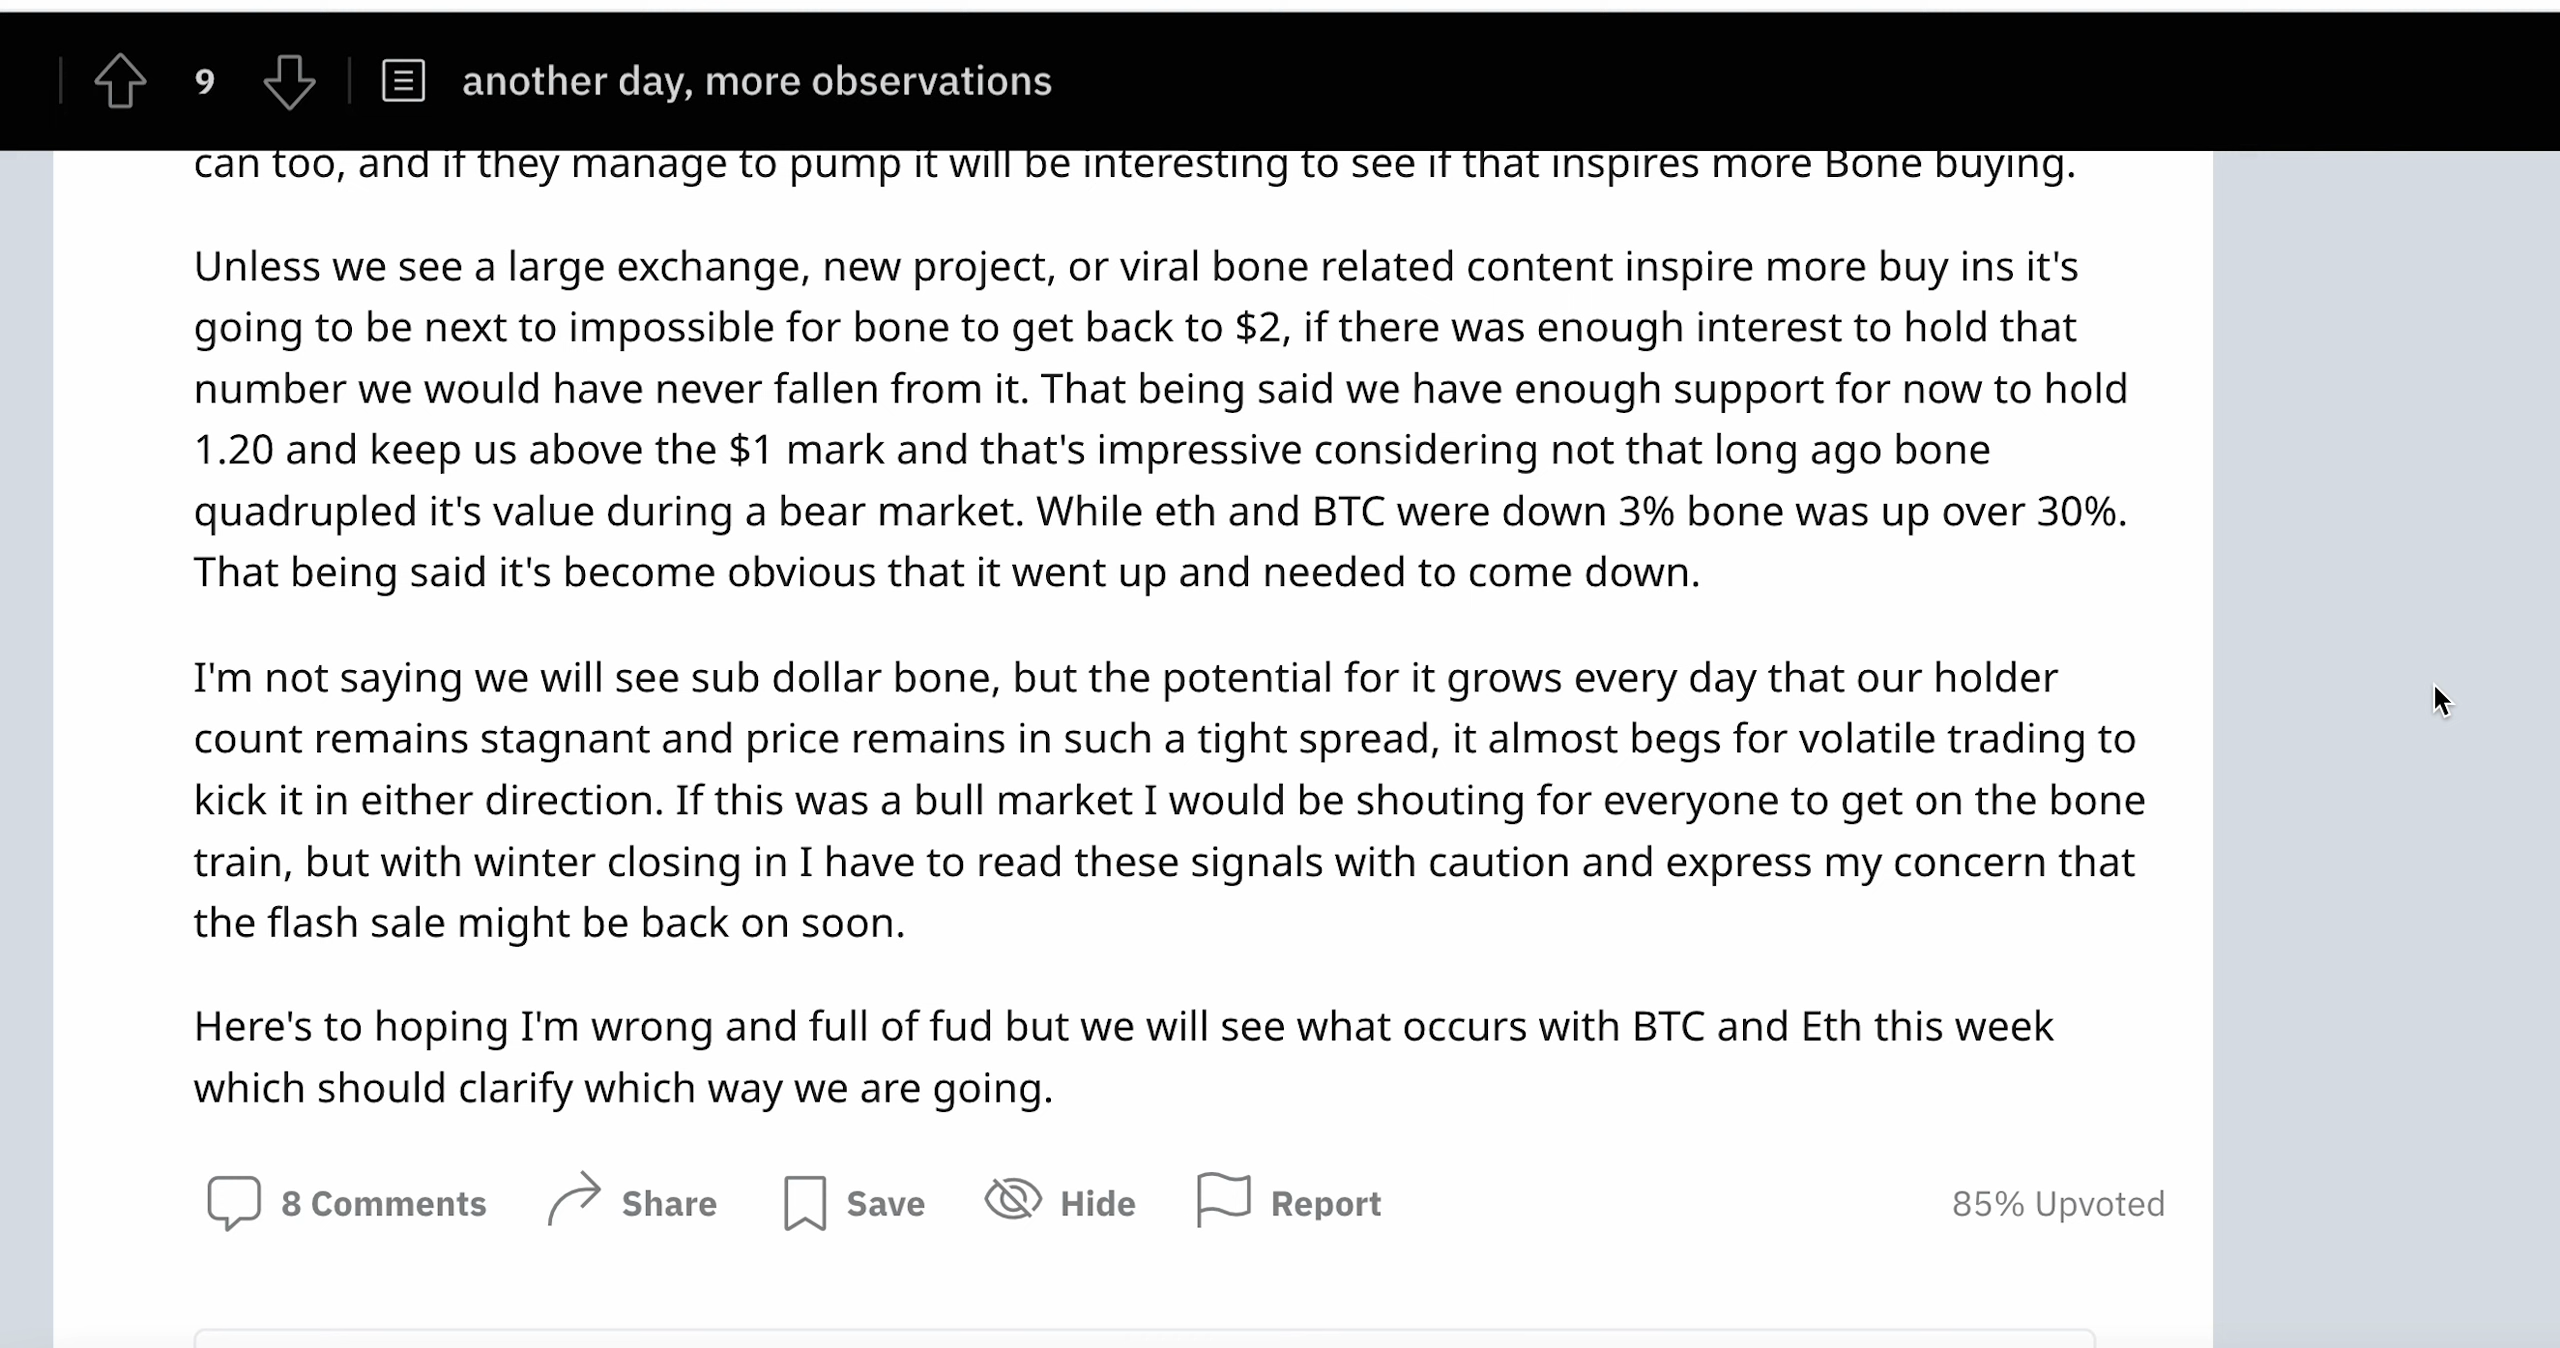 9 another day, more observations
can too, and if they manage to pump it will be interesting to see if that inspires more Bone buying.
Unless we see a large exchange, new project, or viral bone related content inspire more buy ins it's
going to be next to impossible for bone to get back to $2, if there was enough interest to hold that
number we would have never fallen from it. That being said we have enough support for now to hold
1.20 and keep us above the $1 mark and that's impressive considering not that long ago bone
quadrupled it's value during a bear market. While eth and BTC were down 3% bone was up over 30%.
That being said it's become obvious that it went up and needed to come down.
I'm not saying we will see sub dollar bone, but the potential for it grows every day that our holder
count remains stagnant and price remains in such a tight spread, it almost begs for volatile trading to
kick it in either direction. If this was a bull market I would be shouting for everyone to get on the bone
train, but with winter closing in I have to read these signals with caution and express my concern that
the flash sale might be back on soon.
Here's to hoping I'm wrong and full of fud but we will see what occurs with BTC and Eth this week
which should clarify which way we are going.
8 Comments Share Save Hide Report 85% Upvoted